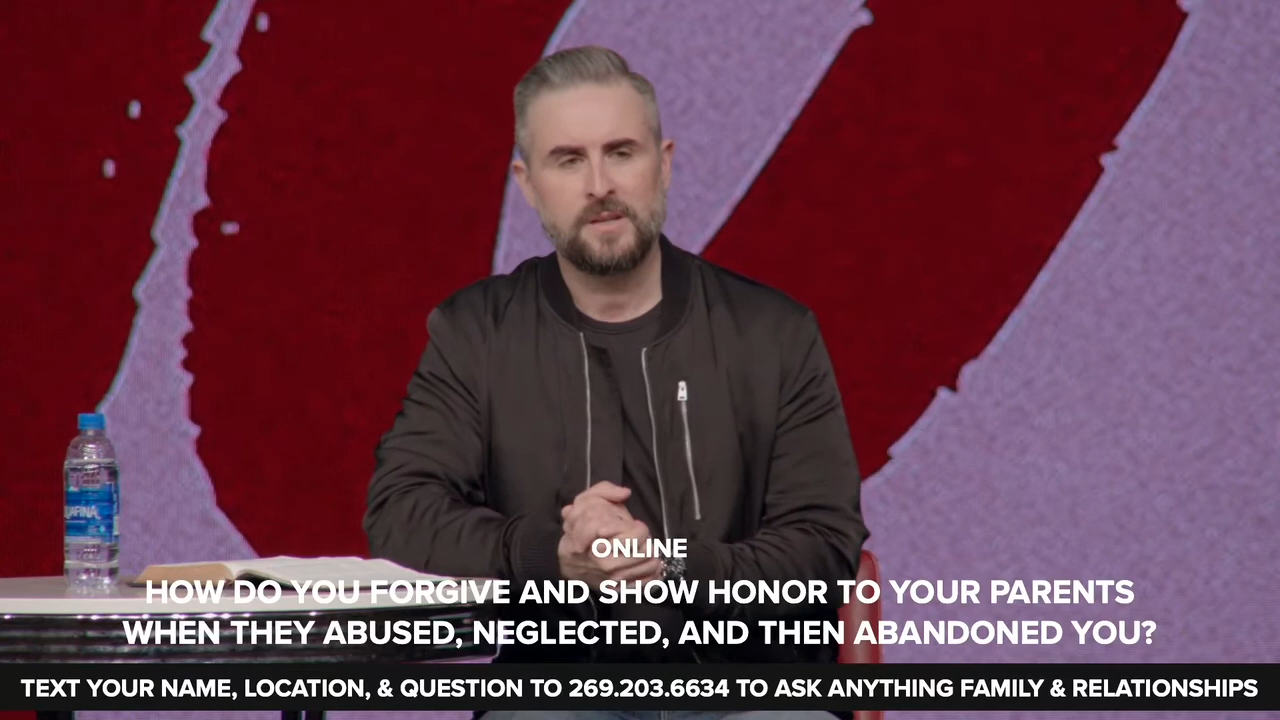 ONLINE
HOW DO YOU FORGIVE AND SHOW HONOR TO YOUR PARENTS
WHEN THEY ABUSED, NEGLECTED, AND THEN ABANDONED YOU?
TEXT YOUR NAME, LOCATION, & QUESTION TO 269.203.6634 TO ASK ANYTHING FAMILY & RELATIONSHIPS